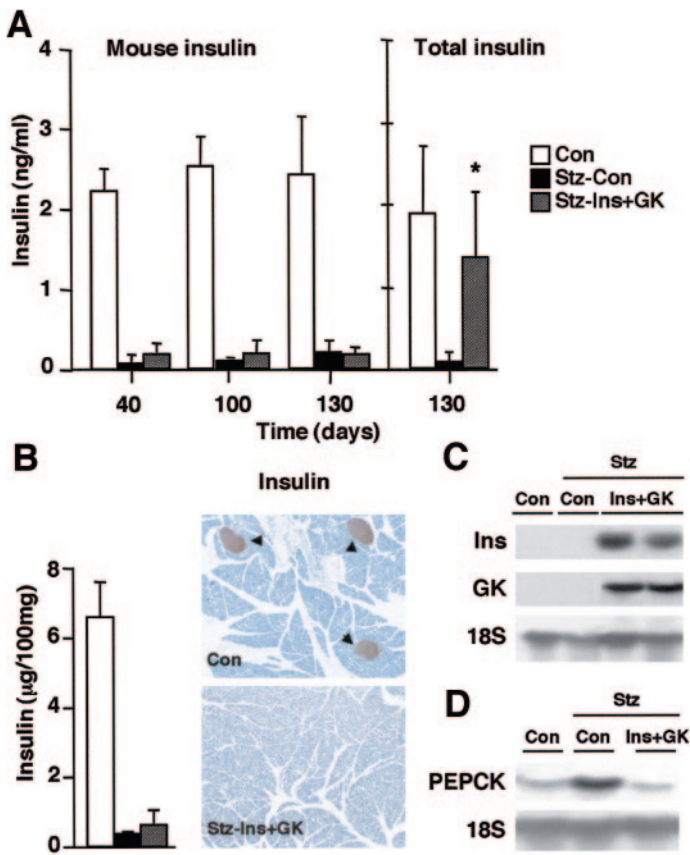 A
Mouse insulin
Total insulin
Insulin (ng/ml)
4
3
2
1
0
Con
Stz-Con
Stz-Ins+GK
*
40
100
130
130
Time (days)
B
Insulin
Insulin (µg/100mg)
8
6
4
2
0
Con
Stz-Ins+GK
C
Stz
Con Con Ins+GK
Ins
GK
18S
D
Stz
Con Con Ins+GK
PEPCK
18S